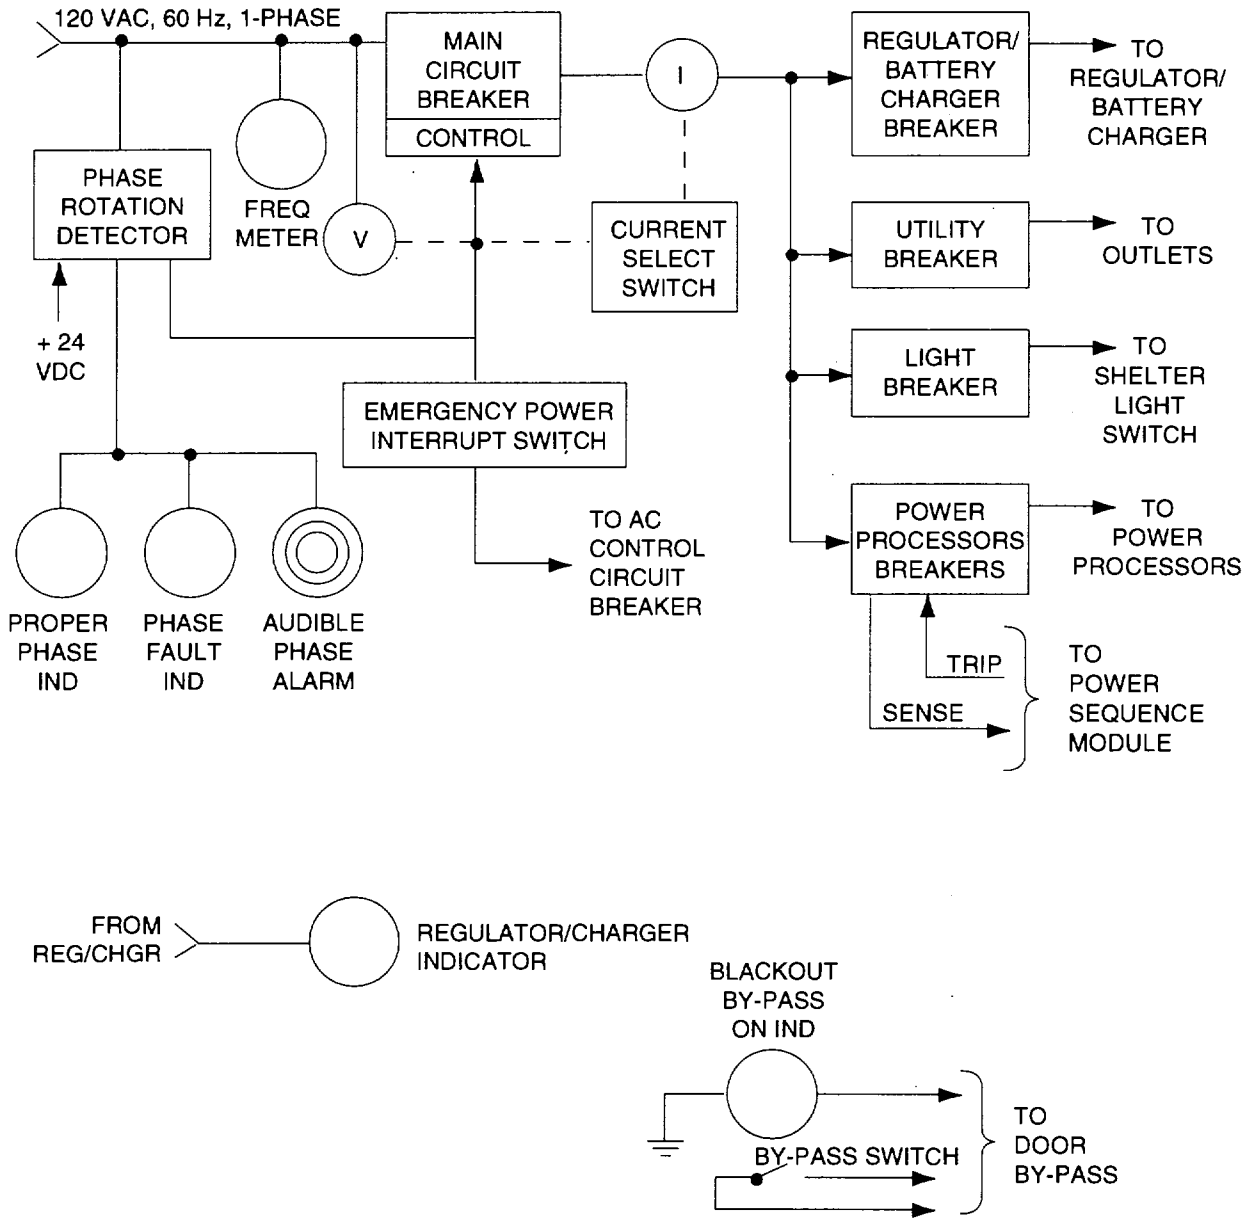 120 VAC, 60 Hz, 1-PHASE
MAIN
CIRCUIT
BREAKER
CONTROL
I
REGULATOR/
BATTERY
CHARGER
BREAKER
TO
REGULATOR/
BATTERY
CHARGER
PHASE
ROTATION
DETECTOR
FREQ
METER
V
CURRENT
SELECT
SWITCH
UTILITY
BREAKER
TO
OUTLETS
+ 24
VDC
LIGHT
BREAKER
TO
SHELTER
LIGHT
SWITCH
EMERGENCY POWER
INTERRUPT SWITCH
TO AC
CONTROL
CIRCUIT
BREAKER
POWER
PROCESSORS
BREAKERS
TO
POWER
PROCESSORS
PROPER
PHASE
IND
PHASE
FAULT
IND
AUDIBLE
PHASE
ALARM
TRIP
SENSE
TO
POWER
SEQUENCE
MODULE
FROM
REG/CHGR
REGULATOR/CHARGER
INDICATOR
BLACKOUT
BY-PASS
ON IND
BY-PASS SWITCH
TO
DOOR
BY-PASS